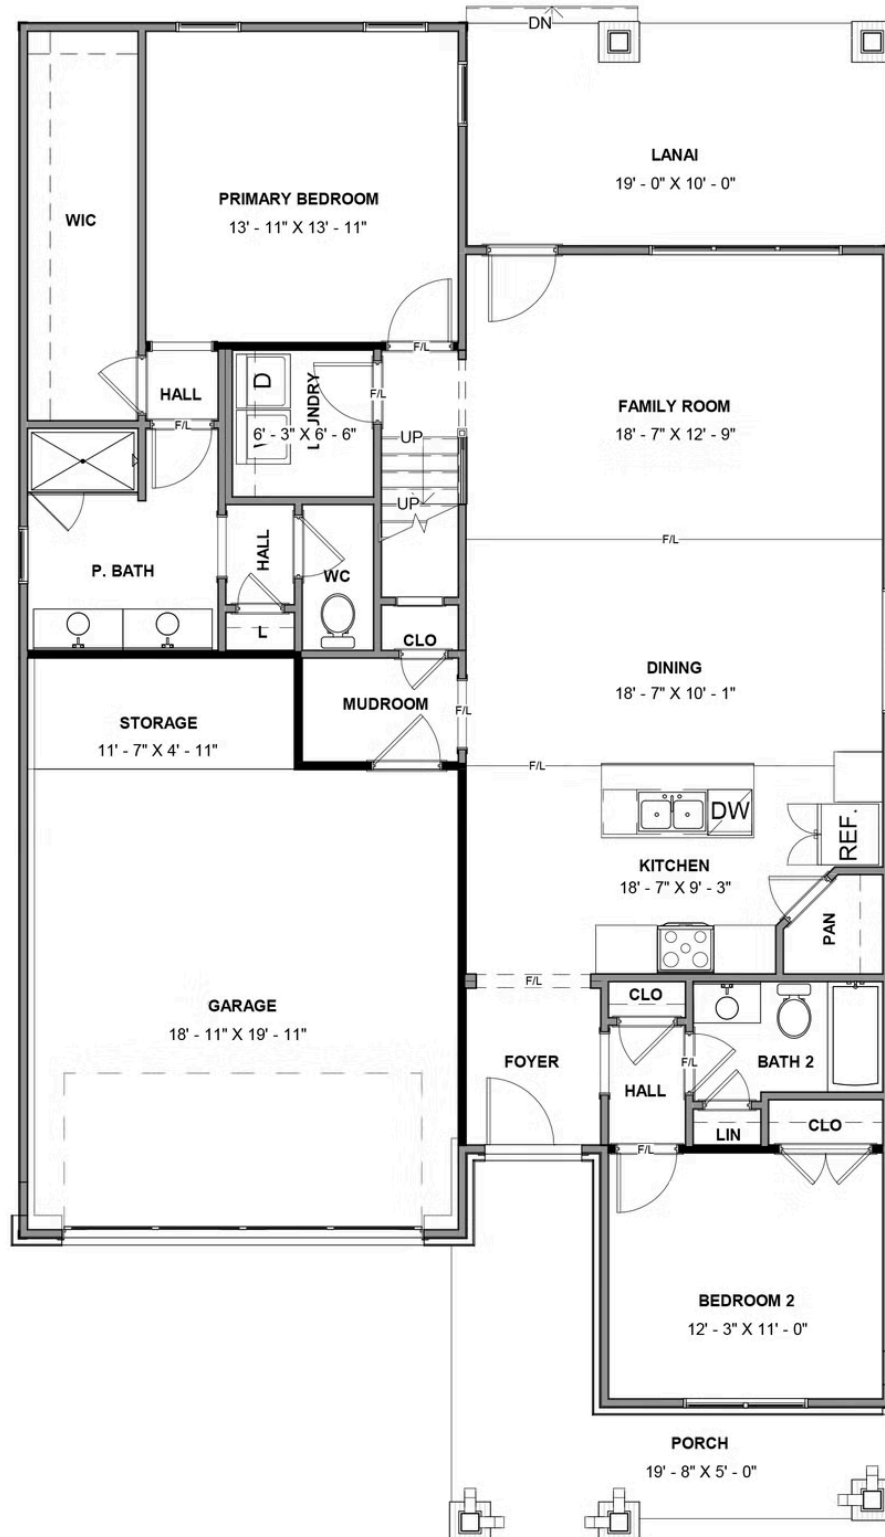 DN
LANAI
19' - 0" X 10' - 0"
PRIMARY BEDROOM
13' - 11" X 13' - 11"
WIC
F/L
HALL
F/L
D
LAUNDRY
6' - 3" X 6' - 6"
F/L
F/L
UP
UP
FAMILY ROOM
18' - 7" X 12' - 9"
F/L
P. BATH
HALL
WC
L
CLO
DINING
18' - 7" X 10' - 1"
MUDROOM
F/L
STORAGE
11' - 7" X 4' - 11"
F/L
DW
REF.
KITCHEN
18' - 7" X 9' - 3"
PAN
F/L
CLO
GARAGE
18' - 11" X 19' - 11"
FOYER
HALL
F/L
BATH 2
LIN
CLO
F/L
BEDROOM 2
12' - 3" X 11' - 0"
PORCH
19' - 8" X 5' - 0"